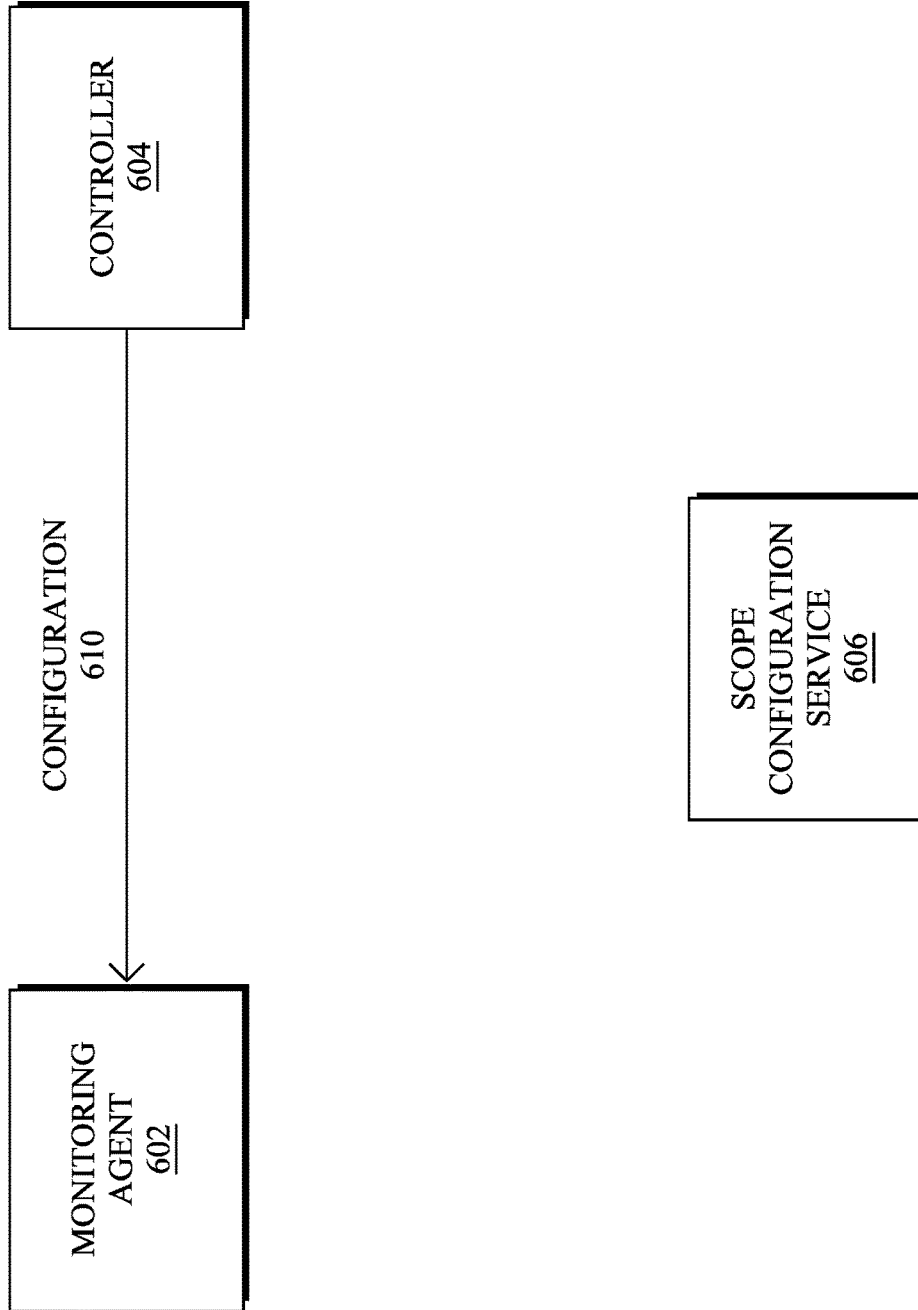 MONITORING
AGENT
602
CONFIGURATION
610
CONTROLLER
604
SCOPE
CONFIGURATION
SERVICE
606